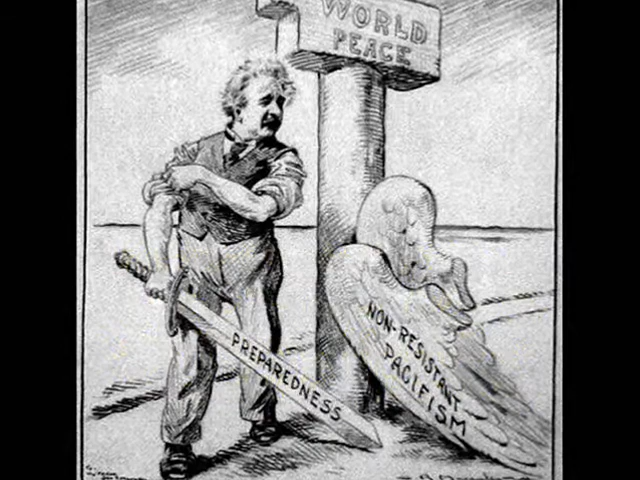 WORLD
PEACE
PREPAREDNESS
NON-RESISTANT
PACIFISM